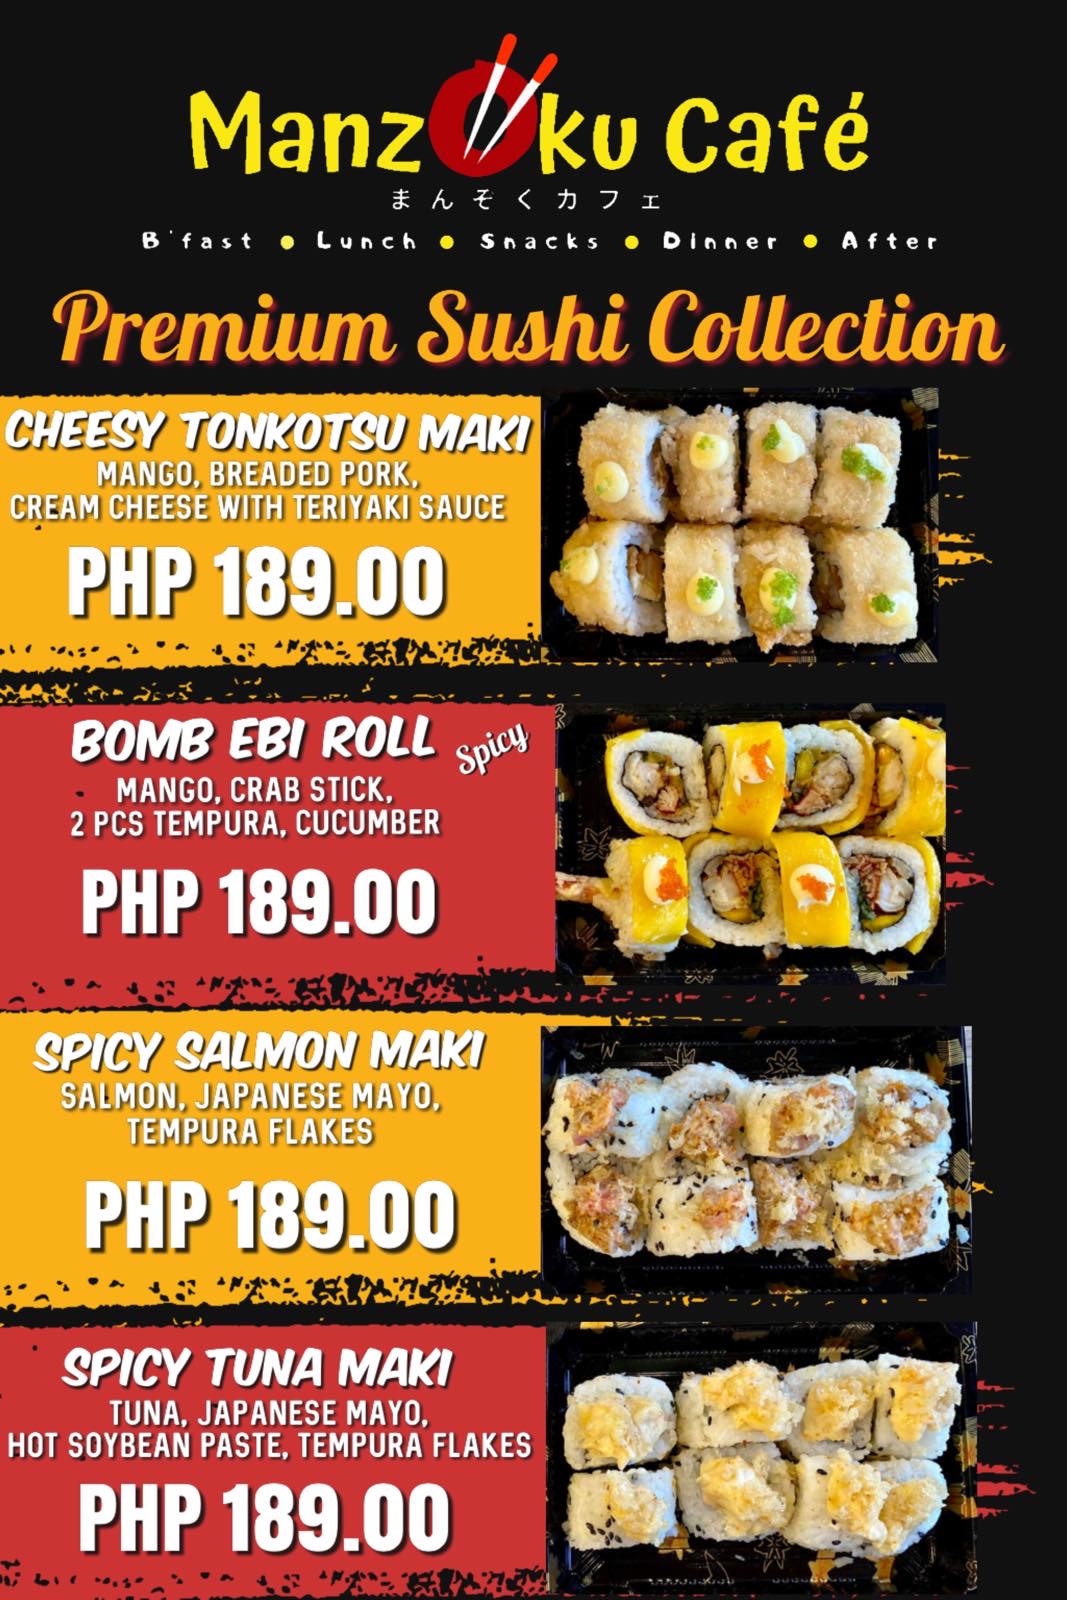 Manzoku Café
まんぞくカフェ
B'fast • Lunch • Snacks • Dinner • After
Premium Sushi Collection
CHEESY TONKOTSU MAKI
MANGO, BREADED PORK,
CREAM CHEESE WITH TERIYAKI SAUCE
PHP 189.00
BOMB EBI ROLL
Spicy
MANGO, CRAB STICK,
2 PCS TEMPURA, CUCUMBER
PHP 189.00
SPICY SALMON MAKI
SALMON, JAPANESE MAYO,
TEMPURA FLAKES
PHP 189.00
SPICY TUNA MAKI
TUNA, JAPANESE MAYO,
HOT SOYBEAN PASTE, TEMPURA FLAKES
PHP 189.00